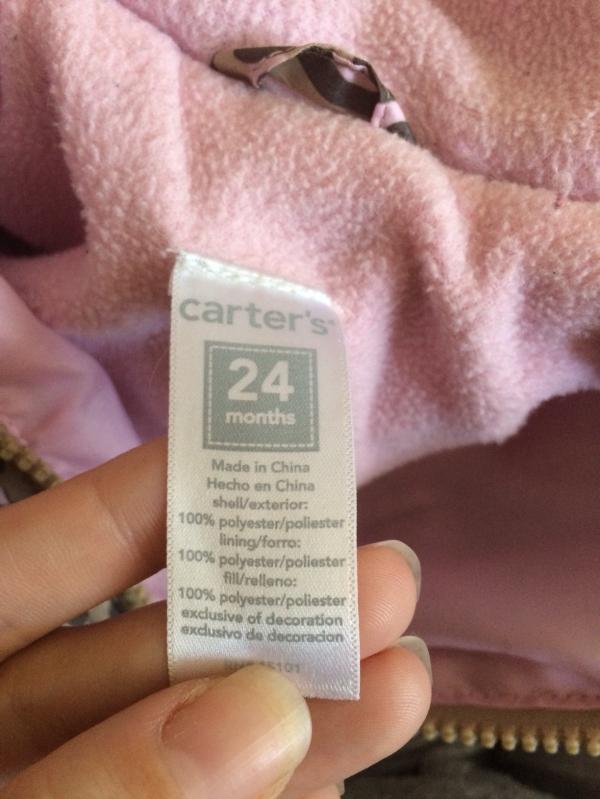 carter's
24
months
Made in China
Hecho en China
shell/exterior:
100% polyester/poliester
lining/forro:
100% polyester/poliester
fill/relleno:
100% polyester/poliester
exclusive of decoration
exclusivo de decoracion